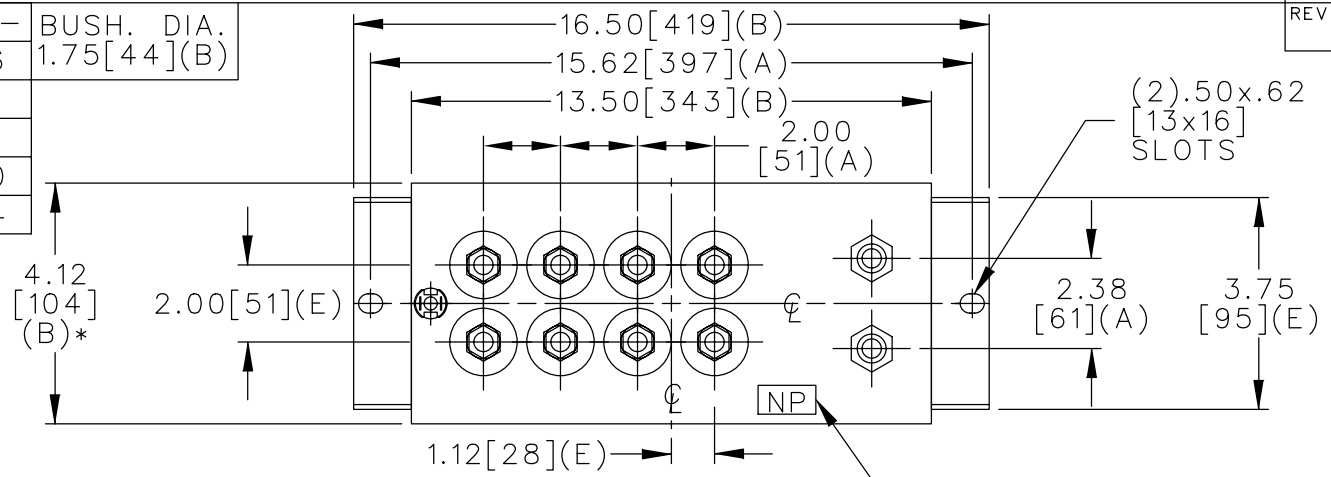 BUSH. DIA.
1.75[44](B)
16.50[419](B)
15.62[397](A)
13.50[343](B)
2.00
[51](A)
(2).50x.62
[13x16]
SLOTS
REV
4.12
[104]
(B)*
2.00[51](E)
2.38
[61](A)
3.75
[95](E)
℄
℄
NP
1.12[28](E)